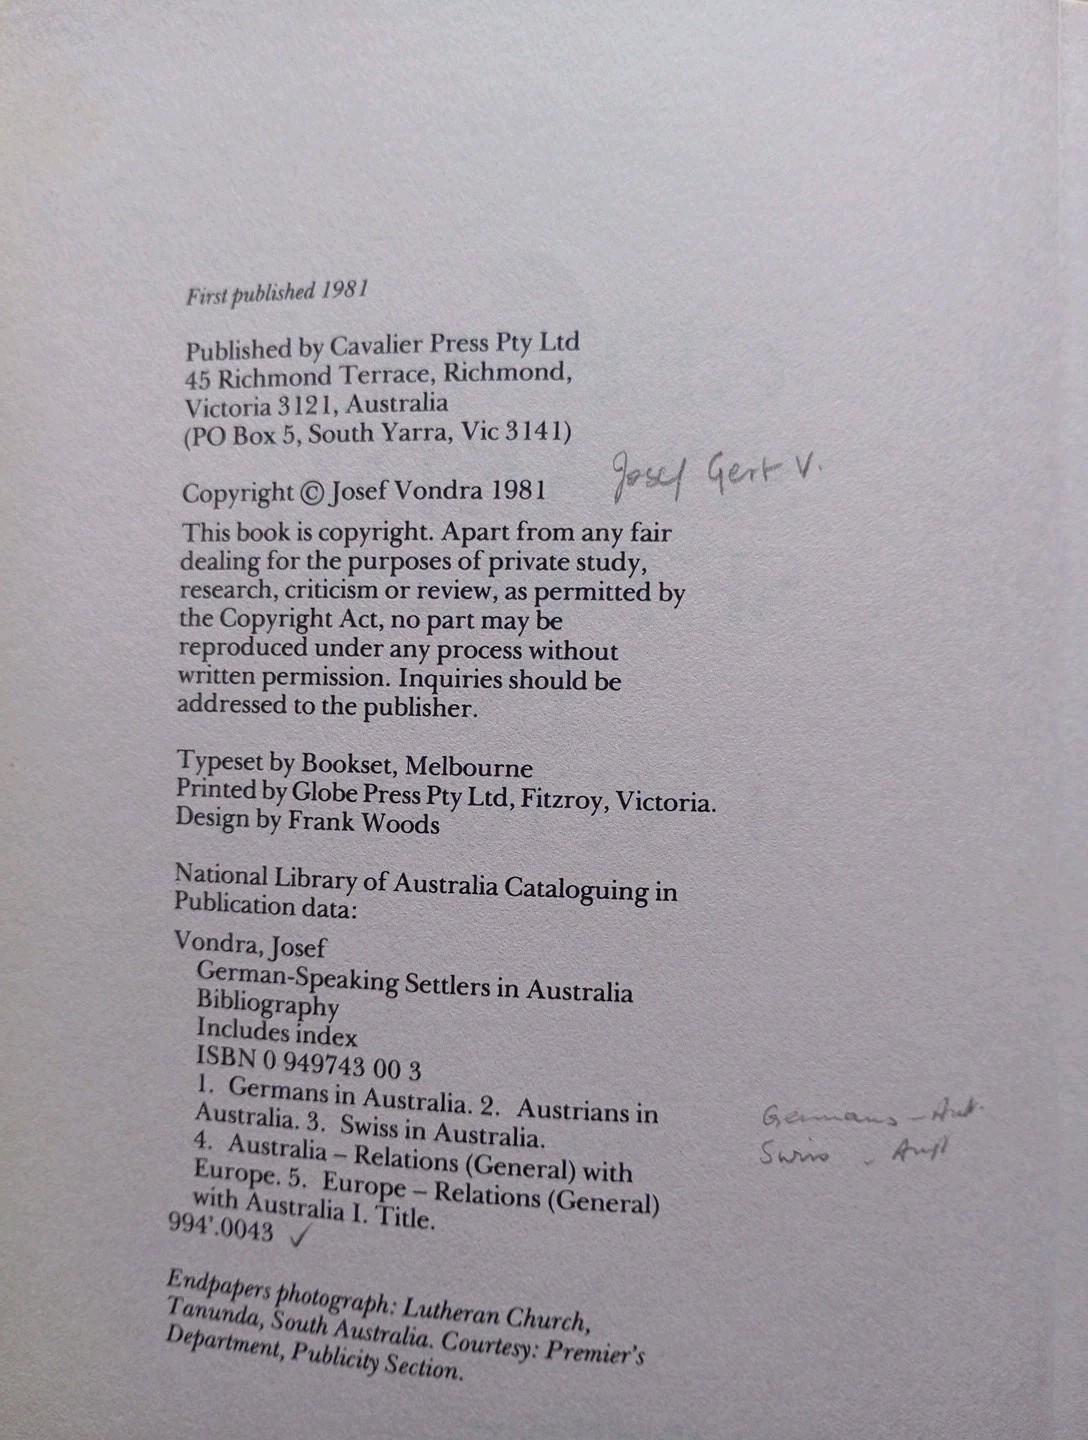 First published 1981
Published by Cavalier Press Pty Ltd
45 Richmond Terrace, Richmond,
Victoria 3121, Australia
(PO Box 5, South Yarra, Vic 3141)
Josef Gert V.
Copyright © Josef Vondra 1981
This book is copyright. Apart from any fair
dealing for the purposes of private study,
research, criticism or review, as permitted by
the Copyright Act, no part may be
reproduced under any process without
written permission. Inquiries should be
addressed to the publisher.
Typeset by Bookset, Melbourne
Printed by Globe Press Pty Ltd, Fitzroy, Victoria.
Design by Frank Woods
National Library of Australia Cataloguing in
Publication data:
Vondra, Josef
German-Speaking Settlers in Australia
Bibliography
Includes index
ISBN 0 949743 00 3
1. Germans in Australia. 2. Austrians in
Australia. 3. Swiss in Australia.
4. Australia – Relations (General) with
Europe. 5. Europe – Relations (General)
with Australia I. Title.
994'.0043 ✓
Germans –
Swiss –
Endpapers photograph: Lutheran Church,
Tanunda, South Australia. Courtesy: Premier's
Department, Publicity Section.